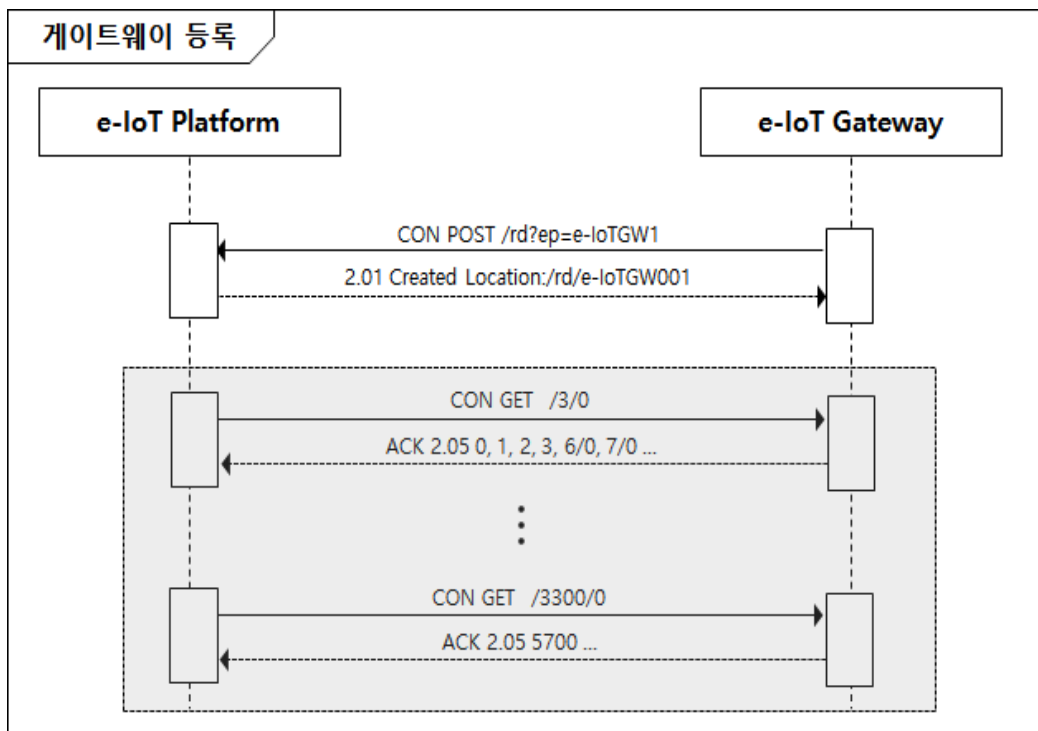 게이트웨이 등록
e-IoT Platform
e-IoT Gateway
CON POST /rd?ep=e-IoTGW1
2.01 Created Location:/rd/e-IoTGW001
CON GET /3/0
ACK 2.05 0, 1, 2, 3, 6/0, 7/0 ...
CON GET /3300/0
ACK 2.05 5700 ...